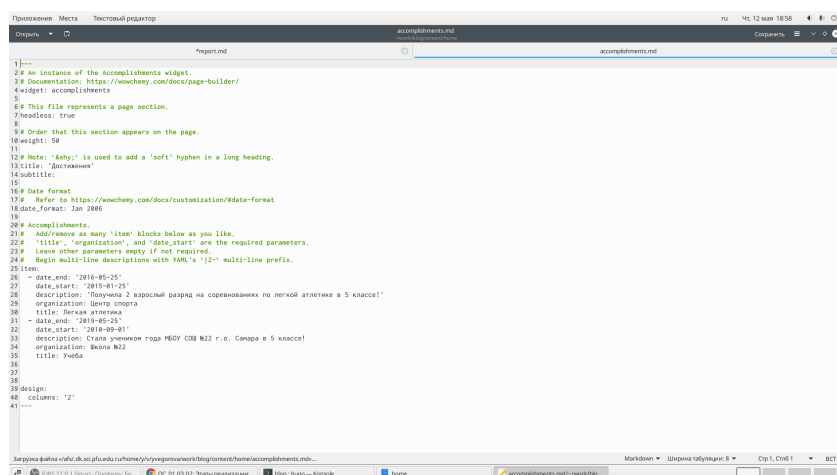 Приложения Места Текстовый редактор ru Чт, 12 мая 18:58
Открыть accomplishments.md Сохранить
~/work/blog/content/home
*report.md accomplishments.md
1 ---
2 # An instance of the Accomplishments widget.
3 # Documentation: https://wowchemy.com/docs/page-builder/
4 widget: accomplishments
5
6 # This file represents a page section.
7 headless: true
8
9 # Order that this section appears on the page.
10 weight: 50
11
12 # Note: `&shy;` is used to add a 'soft' hyphen in a long heading.
13 title: 'Достижения'
14 subtitle:
15
16 # Date format
17 #   Refer to https://wowchemy.com/docs/customization/#date-format
18 date_format: Jan 2006
19
20 # Accomplishments.
21 #   Add/remove as many `item` blocks below as you like.
22 #   `title`, `organization`, and `date_start` are the required parameters.
23 #   Leave other parameters empty if not required.
24 #   Begin multi-line descriptions with YAML's `|2-` multi-line prefix.
25 item:
26   - date_end: '2016-05-25'
27     date_start: '2015-01-25'
28     description: 'Получила 2 взрослый разряд на соревнованиях по легкой атлетике в 5 классе!'
29     organization: Центр спорта
30     title: Легкая атлетика
31   - date_end: '2019-05-25'
32     date_start: '2010-09-01'
33     description: Стала учеником года МБОУ СОШ №22 г.о. Самара в 5 классе!
34     organization: Школа №22
35     title: Учеба
36
37
38
39 design:
40   columns: '2'
41 ---
Загрузка файла «/afs/.dk.sci.pfu.edu.ru/home/y/v/yvegorova/work/blog/content/home/accomplishments.md»... Markdown Ширина табуляции: 8 Стр 1, Стлб 1 ВСТ
blog : hugo — Konsole home accomplishments.md (~/work/blo...